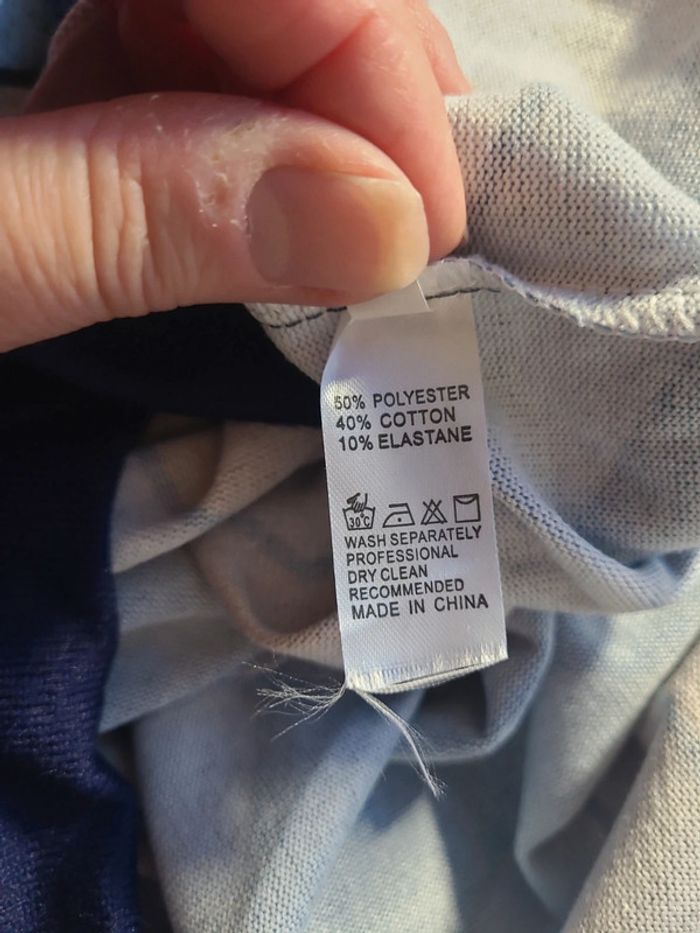 50% POLYESTER
40% COTTON
10% ELASTANE
30°C
WASH SEPARATELY
PROFESSIONAL
DRY CLEAN
RECOMMENDED
MADE IN CHINA